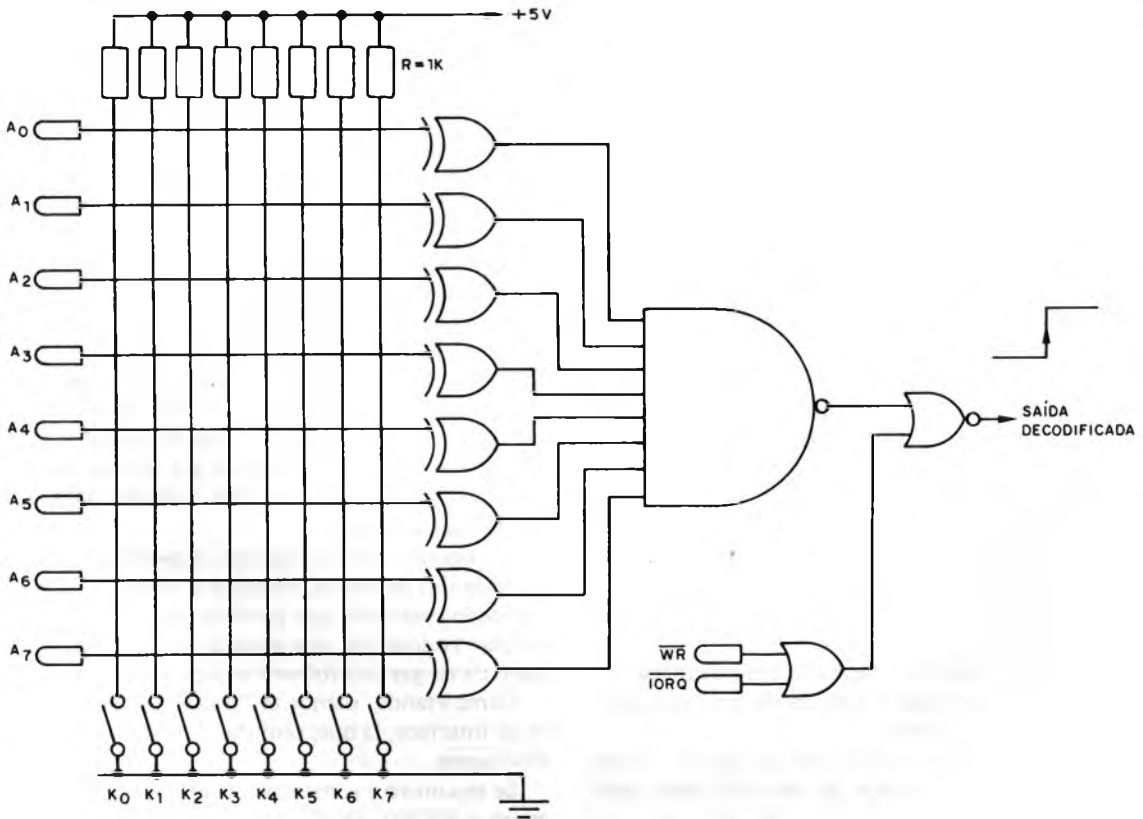 +5V
R=1K
A0
A1
A2
A3
A4
A5
A6
A7
SAÍDA
DECODIFICADA
WR
IORQ
K0 K1 K2 K3 K4 K5 K6 K7